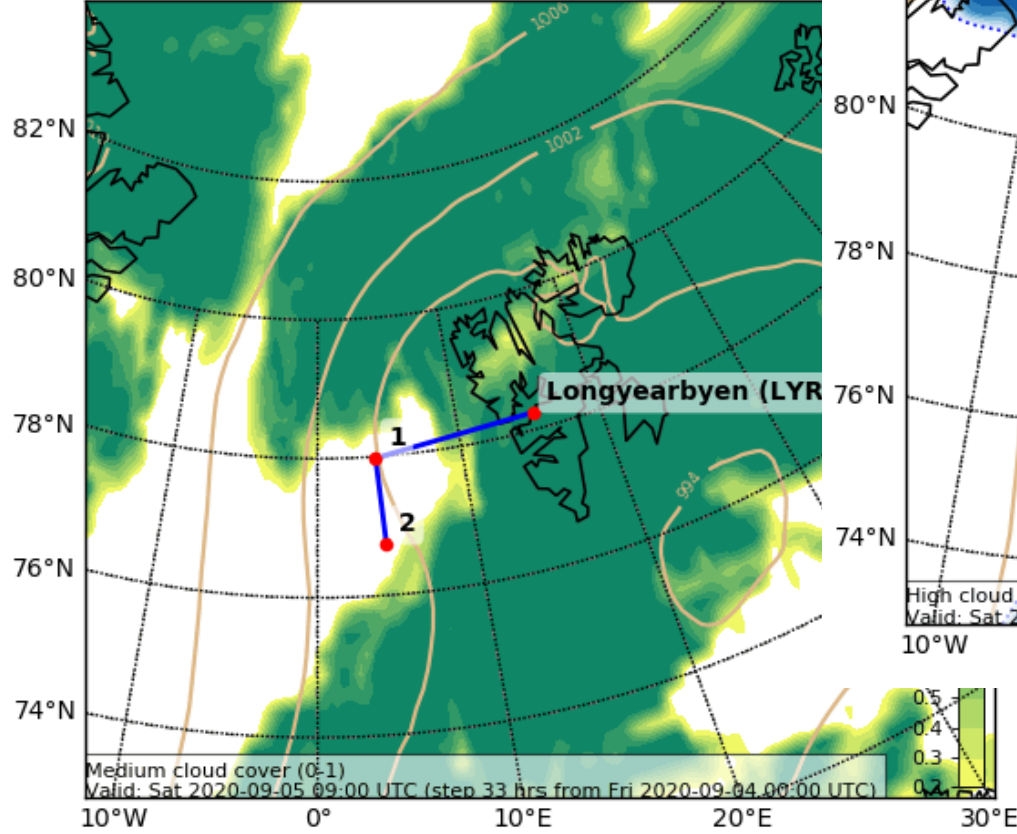 1006
82°N
1002
80°N
80°N
78°N
78°N
Longyearbyen (LYR
76°N
1
994
2
76°N
74°N
74°N
High cloud
Valid: Sat 2
10°W
0.5
0.4
0.3
0.2
Medium cloud cover (0-1)
Valid: Sat 2020-09-05 09:00 UTC (step 33 hrs from Fri 2020-09-04 00:00 UTC)
10°W
0°
10°E
20°E
30°E